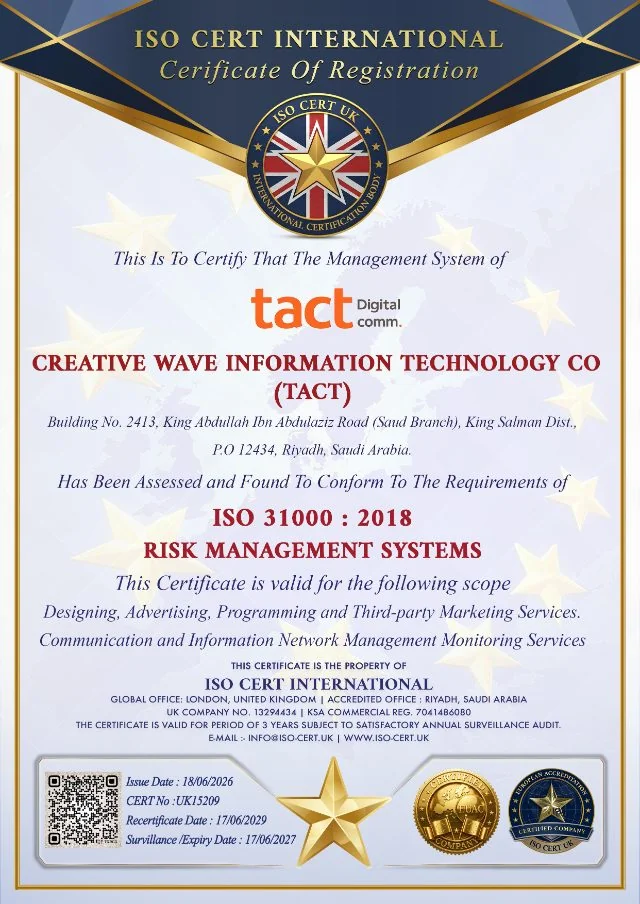 ISO CERT INTERNATIONAL
Cerificate Of Registration
ISO CERT UK
INTERNATIONAL CERTIFICATION BODY
This Is To Certify That The Management System of
tact Digital comm.
CREATIVE WAVE INFORMATION TECHNOLOGY CO
(TACT)
Building No. 2413, King Abdullah Ibn Abdulaziz Road (Saud Branch), King Salman Dist.,
P.O 12434, Riyadh, Saudi Arabia.
Has Been Assessed and Found To Conform To The Requirements of
ISO 31000 : 2018
RISK MANAGEMENT SYSTEMS
This Certificate is valid for the following scope
Designing, Advertising, Programming and Third-party Marketing Services.
Communication and Information Network Management Monitoring Services
THIS CERTIFICATE IS THE PROPERTY OF
ISO CERT INTERNATIONAL
GLOBAL OFFICE: LONDON, UNITED KINGDOM | ACCREDITED OFFICE : RIYADH, SAUDI ARABIA
UK COMPANY NO. 13294434 | KSA COMMERCIAL REG. 7041486080
THE CERTIFICATE IS VALID FOR PERIOD OF 3 YEARS SUBJECT TO SATISFACTORY ANNUAL SURVEILLANCE AUDIT.
E-MAIL :- INFO@ISO-CERT.UK | WWW.ISO-CERT.UK
Issue Date : 18/06/2026
CERT No :UK15209
Recertificate Date : 17/06/2029
Survillance /Expiry Date : 17/06/2027
CERTIFIED
COMPANY
EUROPEAN ACCREDITATION
CERTIFIED COMPANY
ISO CERT UK